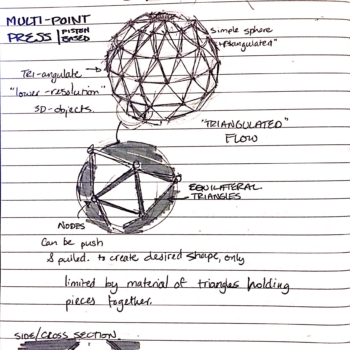 MULTI-POINT
PRESS | PISTON BASED
Simple sphere
"triangulated"
Tri-angulate
"lower-resolution"
3D-objects.
"TRIANGULATED"
FLOW
EQUILATERAL
TRIANGLES
NODES
Can be push
& pulled. to create desired shape, only
limited by material of triangles holding
pieces together.
SIDE/CROSS SECTION.